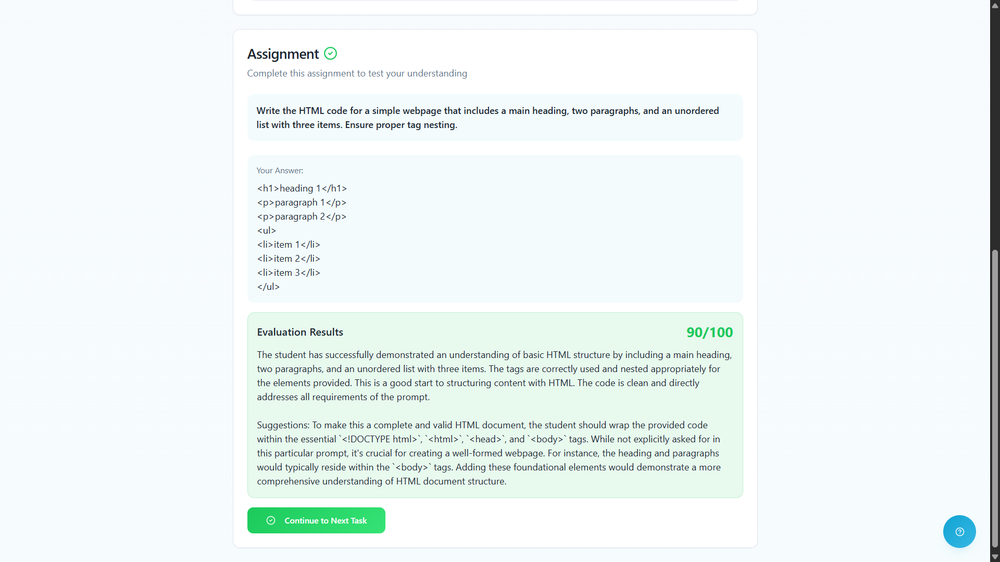 Assignment
Complete this assignment to test your understanding
Write the HTML code for a simple webpage that includes a main heading, two paragraphs, and an unordered
list with three items. Ensure proper tag nesting.
Your Answer:
<h1>heading 1</h1>
<p>paragraph 1</p>
<p>paragraph 2</p>
<ul>
<li>item 1</li>
<li>item 2</li>
<li>item 3</li>
</ul>
Evaluation Results
90/100
The student has successfully demonstrated an understanding of basic HTML structure by including a main heading,
two paragraphs, and an unordered list with three items. The tags are correctly used and nested appropriately for
the elements provided. This is a good start to structuring content with HTML. The code is clean and directly
addresses all requirements of the prompt.
Suggestions: To make this a complete and valid HTML document, the student should wrap the provided code
within the essential `<!DOCTYPE html>`, `<html>`, `<head>`, and `<body>` tags. While not explicitly asked for in
this particular prompt, it's crucial for creating a well-formed webpage. For instance, the heading and paragraphs
would typically reside within the `<body>` tags. Adding these foundational elements would demonstrate a more
comprehensive understanding of HTML document structure.
Continue to Next Task